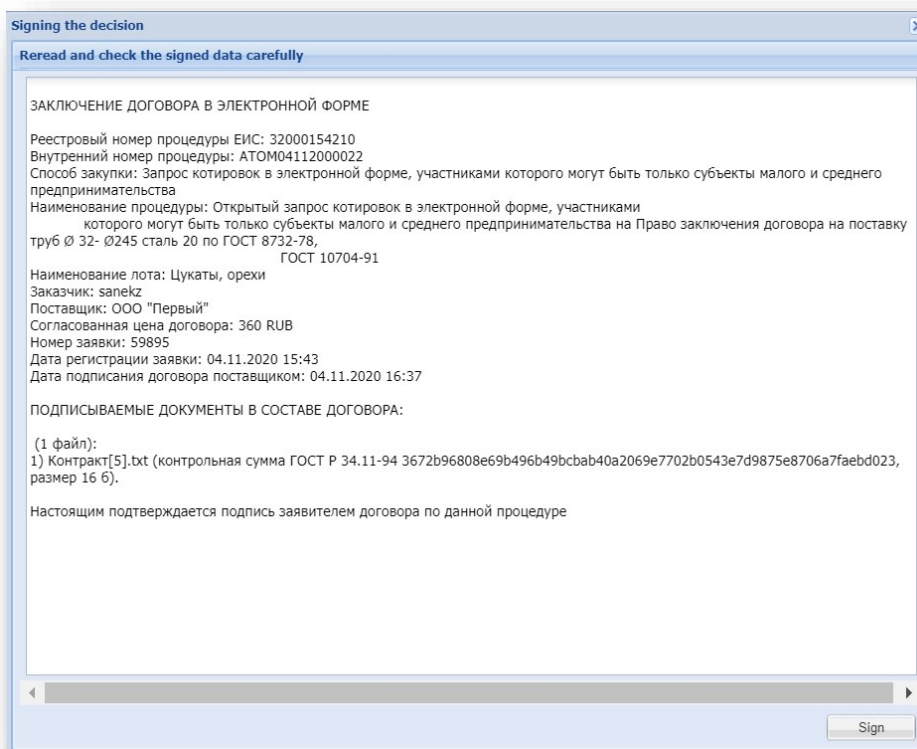 Signing the decision
Reread and check the signed data carefully
ЗАКЛЮЧЕНИЕ ДОГОВОРА В ЭЛЕКТРОННОЙ ФОРМЕ
Реестровый номер процедуры ЕИС: 32000154210
Внутренний номер процедуры: АТОМ04112000022
Способ закупки: Запрос котировок в электронной форме, участниками которого могут быть только субъекты малого и среднего
предпринимательства
Наименование процедуры: Открытый запрос котировок в электронной форме, участниками
которого могут быть только субъекты малого и среднего предпринимательства на Право заключения договора на поставку
труб Ø 32- Ø245 сталь 20 по ГОСТ 8732-78,
ГОСТ 10704-91
Наименование лота: Цукаты, орехи
Заказчик: sanekz
Поставщик: ООО "Первый"
Согласованная цена договора: 360 RUB
Номер заявки: 59895
Дата регистрации заявки: 04.11.2020 15:43
Дата подписания договора поставщиком: 04.11.2020 16:37
ПОДПИСЫВАЕМЫЕ ДОКУМЕНТЫ В СОСТАВЕ ДОГОВОРА:
(1 файл):
1) Контракт[5].txt (контрольная сумма ГОСТ Р 34.11-94 3672b96808e69b496b49bcbab40a2069e7702b0543e7d9875e8706a7faebd023,
размер 16 б).
Настоящим подтверждается подпись заявителем договора по данной процедуре
Sign